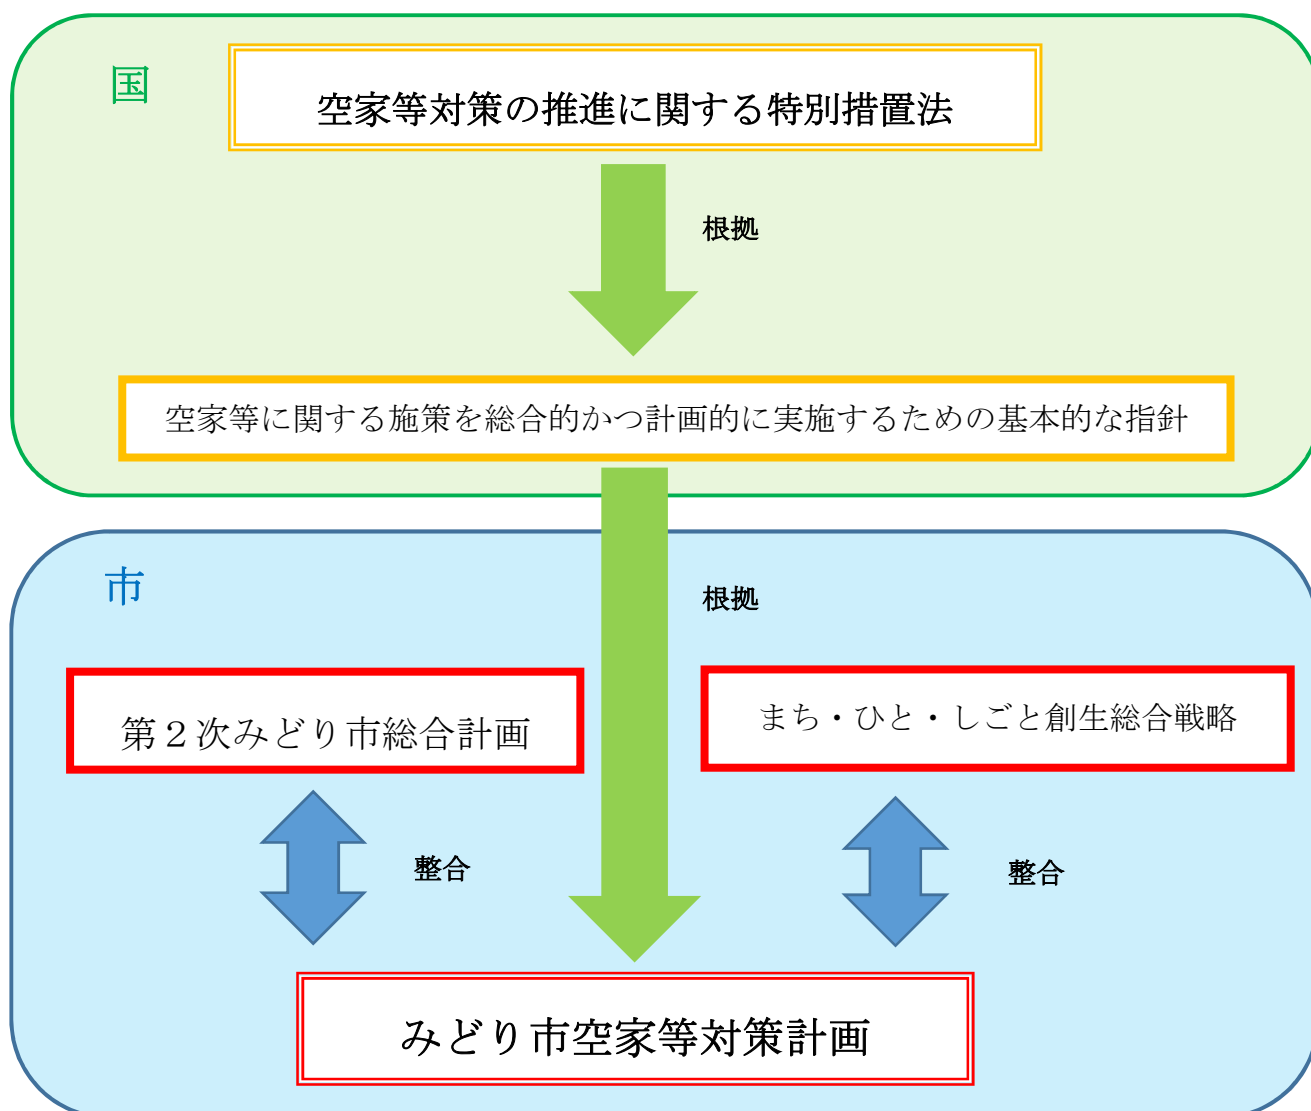 国
空家等対策の推進に関する特別措置法
根拠
空家等に関する施策を総合的かつ計画的に実施するための基本的な指針
市
根拠
第２次みどり市総合計画
まち・ひと・しごと創生総合戦略
整合
整合
みどり市空家等対策計画